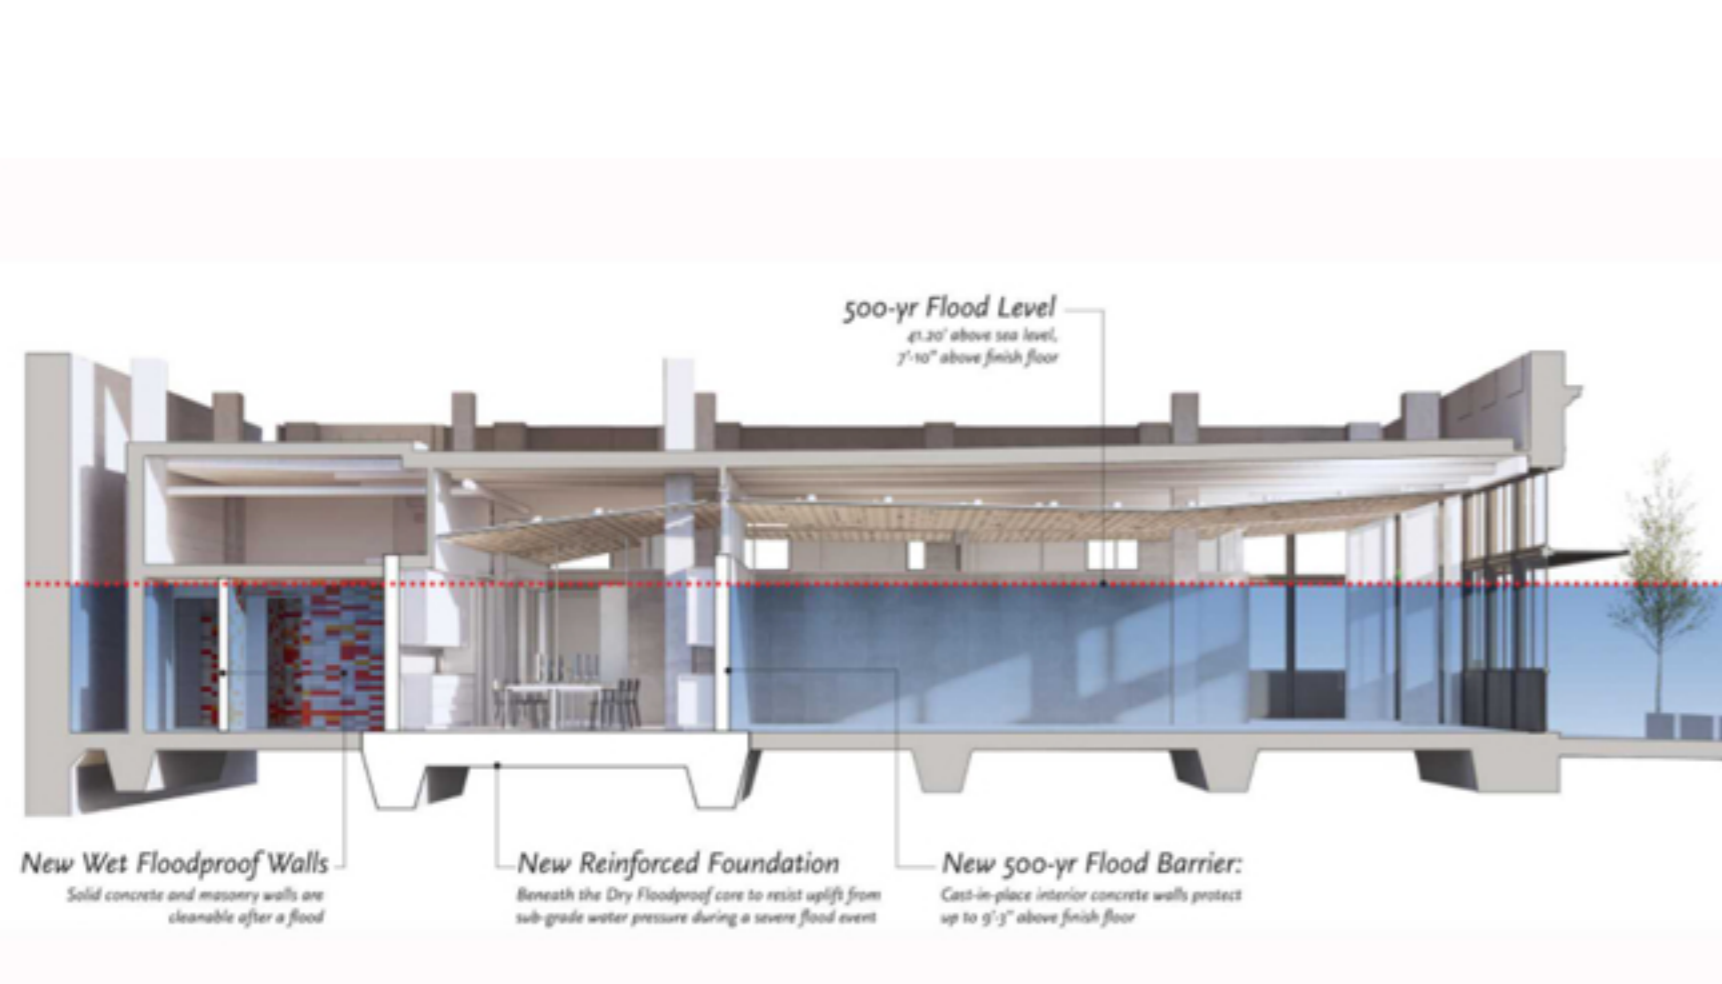 500-yr Flood Level
41.20' above sea level,
7'-10" above finish floor
New Wet Floodproof Walls
Solid concrete and masonry walls are
cleanable after a flood
New Reinforced Foundation
Beneath the Dry Floodproof core to resist uplift from
sub-grade water pressure during a severe flood event
New 500-yr Flood Barrier:
Cast-in-place interior concrete walls protect
up to 9'-3" above finish floor